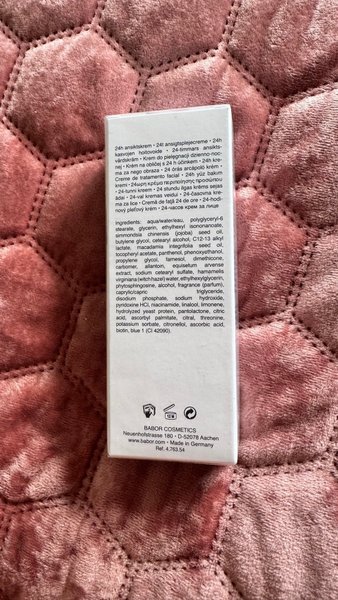 24h ansiktskrem • 24t ansigtsplejecreme • 24h
kasvojen hoitovoide • 24-timmars ansikts-
vårdskräm • Krem do pielęgnacji dzienno-noc-
nej • Krém na obličej s 24 h účinkem • 24h kre-
ma za nego obraza • 24 órás arcápoló krém •
Creme de tratamento facial • 24h yüz bakım
kremi • 24ωρη κρέμα περιποίησης προσώπου
• 24-tunni kreem • 24 stundu ilgas krēms sejas
ādai • 24-val kremas veidui • 24-časovna kre-
ma za lice • Cremă de faţă 24 de ore • 24-hodi-
nový pleťový krém • 24-часов крем за лице
Ingredients: aqua/water/eau, polyglyceryl-6
stearate, glycerin, ethylhexyl isononanoate,
simmondsia chinensis (jojoba) seed oil,
butylene glycol, cetearyl alcohol, C12-13 alkyl
lactate, macadamia integrifolia seed oil,
tocopheryl acetate, panthenol, phenoxyethanol,
propylene glycol, farnesol, dimethicone,
carbomer, allantoin, equisetum arvense
extract, sodium cetearyl sulfate, hamamelis
virginiana (witch hazel) water, ethylhexylglycerin,
phytosphingosine, alcohol, fragrance (parfum),
caprylic/capric triglyceride,
disodium phosphate, sodium hydroxide,
pyridoxine HCl, niacinamide, linalool, limonene,
hydrolyzed yeast protein, pantolactone, citric
acid, ascorbyl palmitate, citral, threonine,
potassium sorbate, citronellol, ascorbic acid,
biotin, blue 1 (CI 42090).
12 M
BABOR COSMETICS
Neuenhofstrasse 180 • D-52078 Aachen
www.babor.com • Made in Germany
Ref. 4.763.54